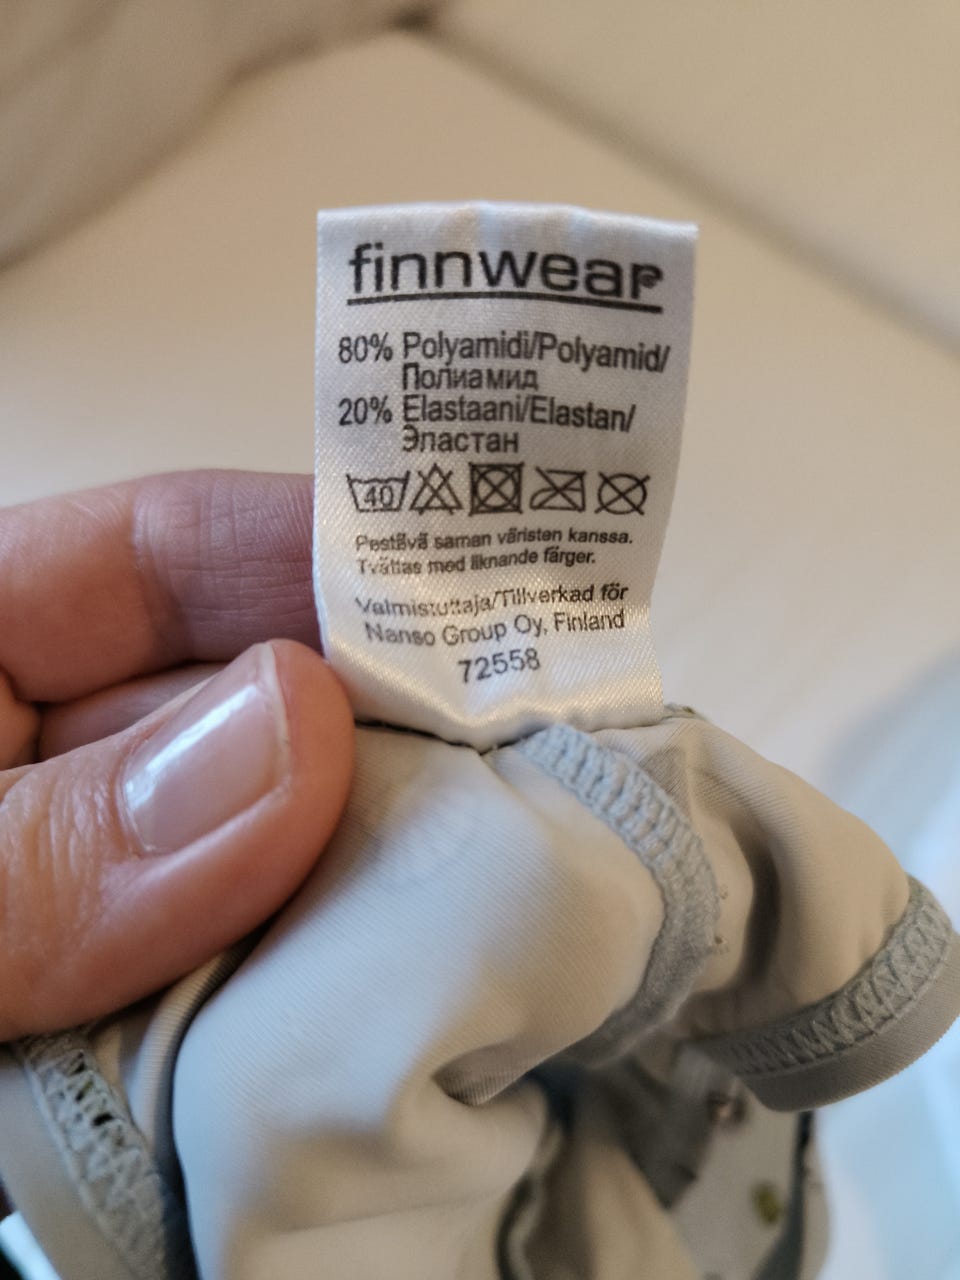 finnwear
80% Polyamidi/Polyamid/
Полиамид
20% Elastaani/Elastan/
Эластан
40
Pestävä saman väristen kanssa.
Tvättas med liknande färger.
Valmistuttaja/Tillverkad för
Nanso Group Oy, Finland
72558